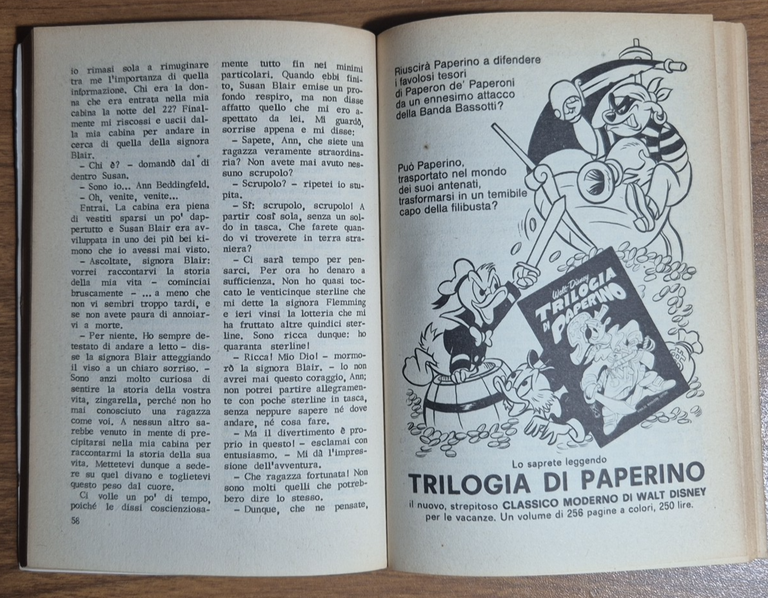 io rimasi sola a rimuginare
tra me l'importanza di quella
informazione. Chi era la don-
na che era entrata nella mia
cabina la notte del 22? Final-
mente mi riscossi e uscii dal-
la mia cabina per andare in
cerca di quella della signora
Blair.
– Chi è? – domandò dal di
dentro Susan.
– Sono io... Ann Beddingfeld.
– Oh, venite, venite...
Entrai. La cabina era piena
di vestiti sparsi un po' dap-
pertutto e Susan Blair era av-
viluppata in uno dei più bei ki-
mono che io avessi mai visto.
– Ascoltate, signora Blair:
vorrei raccontarvi la storia
della mia vita – cominciai
bruscamente – ... a meno che
non vi sembri troppo tardi, e
se non avete paura di annoiar-
vi a morte.
– Per niente. Ho sempre de-
testato di andare a letto – dis-
se la signora Blair atteggiando
il viso a un chiaro sorriso. –
Sono anzi molto curiosa di
sentire la storia della vostra
vita, zingarella, perché non ho
mai conosciuto una ragazza
come voi. A nessun altro sa-
rebbe venuto in mente di pre-
cipitarsi nella mia cabina per
raccontarmi la storia della sua
vita. Mettetevi dunque a sede-
re su quel divano e toglietevi
questo peso dal cuore.
Ci volle un po' di tempo,
poiché le dissi coscienziosa-
58
mente tutto fin nei minimi
particolari. Quando ebbi fini-
to, Susan Blair emise un pro-
fondo respiro, ma non disse
affatto quello che mi ero a-
spettato da lei. Mi guardò,
sorrise appena e mi disse:
– Sapete, Ann, che siete una
ragazza veramente straordina-
ria? Non avete mai avuto nes-
suno scrupolo?
– Scrupolo? – ripetei io stu-
pita.
– Sì: scrupolo, scrupolo! A
partir così sola, senza un sol-
do in tasca. Che farete quan-
do vi troverete in terra stra-
niera?
– Ci sarà tempo per pen-
sarci. Per ora ho denaro a
sufficienza. Non ho quasi toc-
cato le venticinque sterline che
mi dette la signora Flemming
e ieri vinsi la lotteria che mi
ha fruttato altre quindici ster-
line. Sono ricca dunque: ho
quaranta sterline!
– Ricca! Mio Dio! – mormo-
rò la signora Blair. – Io non
avrei mai questo coraggio, Ann;
non potrei partire allegramen-
te con poche sterline in tasca,
senza neppure sapere né dove
andare, né cosa fare.
– Ma il divertimento è pro-
prio in questo! – esclamai con
entusiasmo. – Mi dà l'impres-
sione dell'avventura.
– Che ragazza fortunata! Non
sono molti quelli che potreb-
bero dire lo stesso.
– Dunque, che ne pensate,
Riuscirà Paperino a difendere
i favolosi tesori
di Paperon de' Paperoni
da un ennesimo attacco
della Banda Bassotti?
Può Paperino,
trasportato nel mondo
dei suoi antenati,
trasformarsi in un temibile
capo della filibusta?
Walt Disney
TRILOGIA
DI
PAPERINO
Lo saprete leggendo
TRILOGIA DI PAPERINO
il nuovo, strepitoso CLASSICO MODERNO DI WALT DISNEY
per le vacanze. Un volume di 256 pagine a colori, 250 lire.